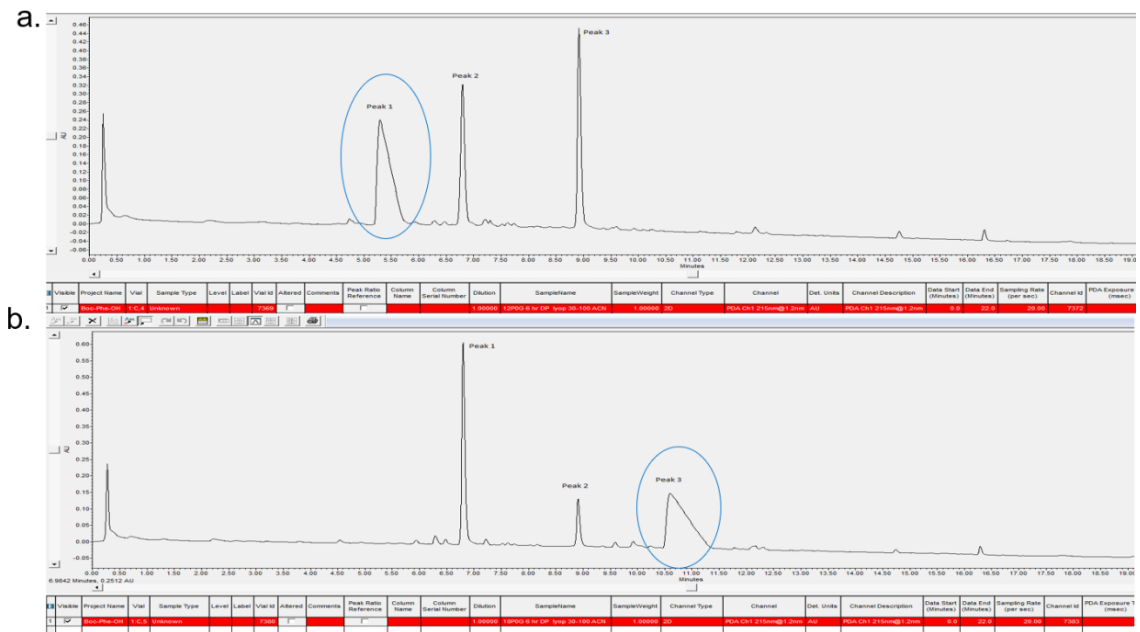 a.
0.46
0.44
0.42
0.40
0.38
0.36
0.34
0.32
0.30
0.28
0.26
0.24
0.22
0.20
0.18
0.16
0.14
0.12
0.10
0.08
0.06
0.04
0.02
0.00
-0.02
-0.04
-0.06
AU
Peak 1
Peak 2
Peak 3
0.00 0.50 1.00 1.50 2.00 2.50 3.00 3.50 4.00 4.50 5.00 5.50 6.00 6.50 7.00 7.50 8.00 8.50 9.00 9.50 10.00 10.50 11.00 11.50 12.00 12.50 13.00 13.50 14.00 14.50 15.00 15.50 16.00 16.50 17.00 17.50 18.00 18.50 19.0
Minutes
Visible Project Name Vial Sample Type Level Label Vial Id Altered Comments Peak Ratio Reference Column Name Column Serial Number Dilution SampleName SampleWeight Channel Type Channel Det. Units Channel Description Data Start (Minutes) Data End (Minutes) Sampling Rate (per sec) Channel Id PDA Exposure (msec)
Boc-Phe-OH 1:C,4 Unknown 7369 1.00000 12P0G 6 hr DP lyop 30-100 ACN 1.00000 2D PDA Ch1 215nm@1.2nm AU PDA Ch1 215nm@1.2nm 0.0 22.0 20.00 7372
b.
0.60
0.55
0.50
0.45
0.40
0.35
0.30
0.25
0.20
0.15
0.10
0.05
0.00
-0.05
AU
Peak 1
Peak 2
Peak 3
0.00 0.50 1.00 1.50 2.00 2.50 3.00 3.50 4.00 4.50 5.00 5.50 6.00 6.50 7.00 7.50 8.00 8.50 9.00 9.50 10.00 10.50 11.00 11.50 12.00 12.50 13.00 13.50 14.00 14.50 15.00 15.50 16.00 16.50 17.00 17.50 18.00 18.50 19.00
Minutes
6.9842 Minutes, 0.2512 AU
Visible Project Name Vial Sample Type Level Label Vial Id Altered Comments Peak Ratio Reference Column Name Column Serial Number Dilution SampleName SampleWeight Channel Type Channel Det. Units Channel Description Data Start (Minutes) Data End (Minutes) Sampling Rate (per sec) Channel Id PDA Exposure T (msec)
1 Boc-Phe-OH 1:C,5 Unknown 7380 1.00000 18P0G 6 hr DP lyop 30-100 ACN 1.00000 2D PDA Ch1 215nm@1.2nm AU PDA Ch1 215nm@1.2nm 0.0 22.0 20.00 7383